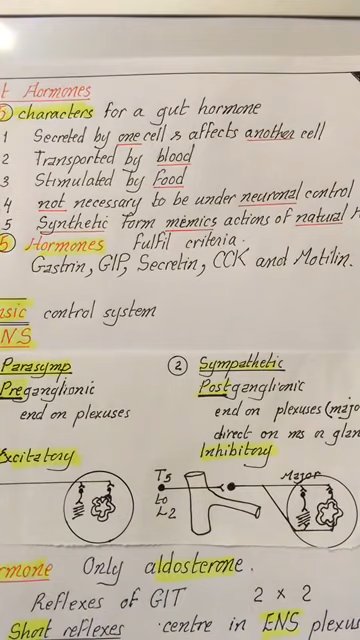 t Hormones
5 characters for a gut hormone
1 Secreted by one cell & affects another cell
2 Transported by blood
3 Stimulated by Food
4 not necessary to be under neuronal control
5 Synthetic form mimics actions of natural H
5 Hormones Fulfil criteria.
Gastrin, GIP, Secretin, CCK and Motilin.
nsic control system
NS
Parasymp
Preganglionic
end on plexuses
Excitatory
2 Sympathetic
Postganglionic
end on plexuses (major
direct on ms or glan
Inhibitory
T5
to
L2
Major
rmone Only aldosterone.
Reflexes of GIT 2 x 2
Short reflexes centre in ENS plexus